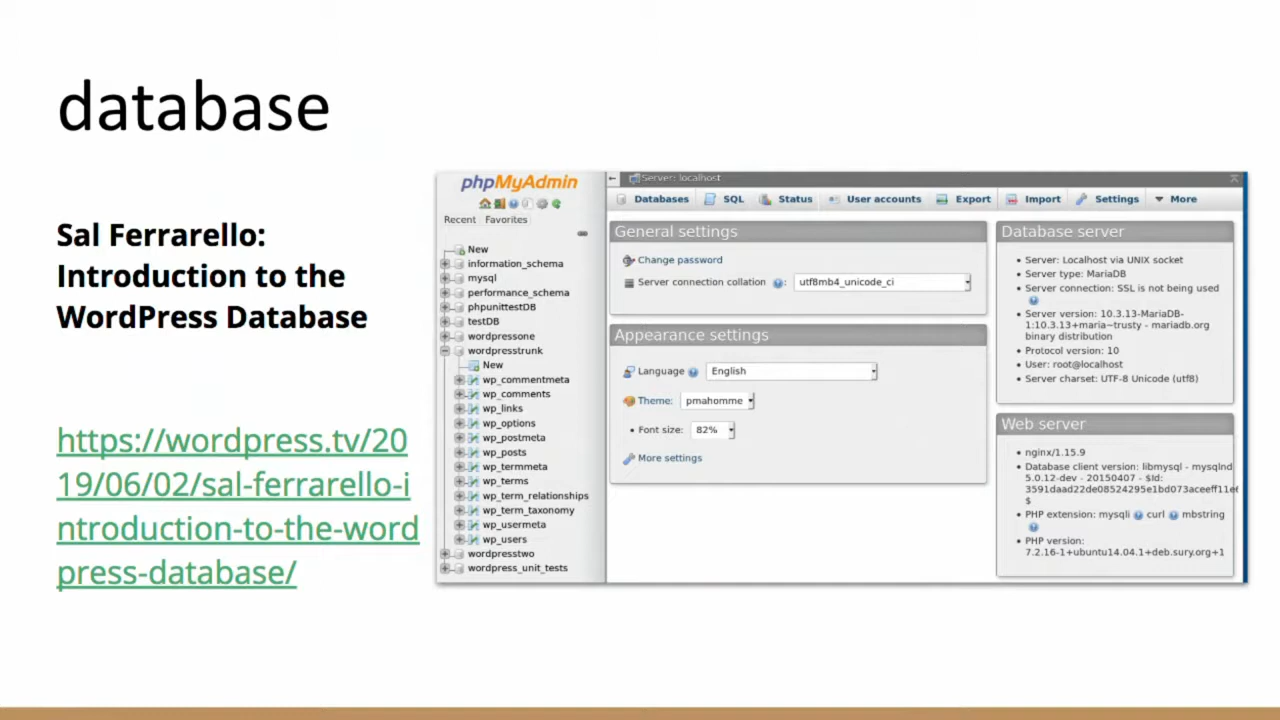 database
Sal Ferrarello:
Introduction to the
WordPress Database
https://wordpress.tv/20
19/06/02/sal-ferrarello-i
ntroduction-to-the-word
press-database/
phpMyAdmin
Recent Favorites
New
information_schema
mysql
performance_schema
phpunittestDB
testDB
wordpressone
wordpresstrunk
New
wp_commentmeta
wp_comments
wp_links
wp_options
wp_postmeta
wp_posts
wp_termmeta
wp_terms
wp_term_relationships
wp_term_taxonomy
wp_usermeta
wp_users
wordpresstwo
wordpress_unit_tests
Server: localhost
Databases SQL Status User accounts Export Import Settings More
General settings
Change password
Server connection collation : utf8mb4_unicode_ci
Appearance settings
Language English
Theme: pmahomme
Font size: 82%
More settings
Database server
Server: Localhost via UNIX socket
Server type: MariaDB
Server connection: SSL is not being used
Server version: 10.3.13-MariaDB-
1:10.3.13+maria~trusty - mariadb.org
binary distribution
Protocol version: 10
User: root@localhost
Server charset: UTF-8 Unicode (utf8)
Web server
nginx/1.15.9
Database client version: libmysql - mysqlnd
5.0.12-dev - 20150407 - $Id:
$
PHP extension: mysqli curl mbstring
PHP version:
7.2.16-1+ubuntu14.04.1+deb.sury.org+1